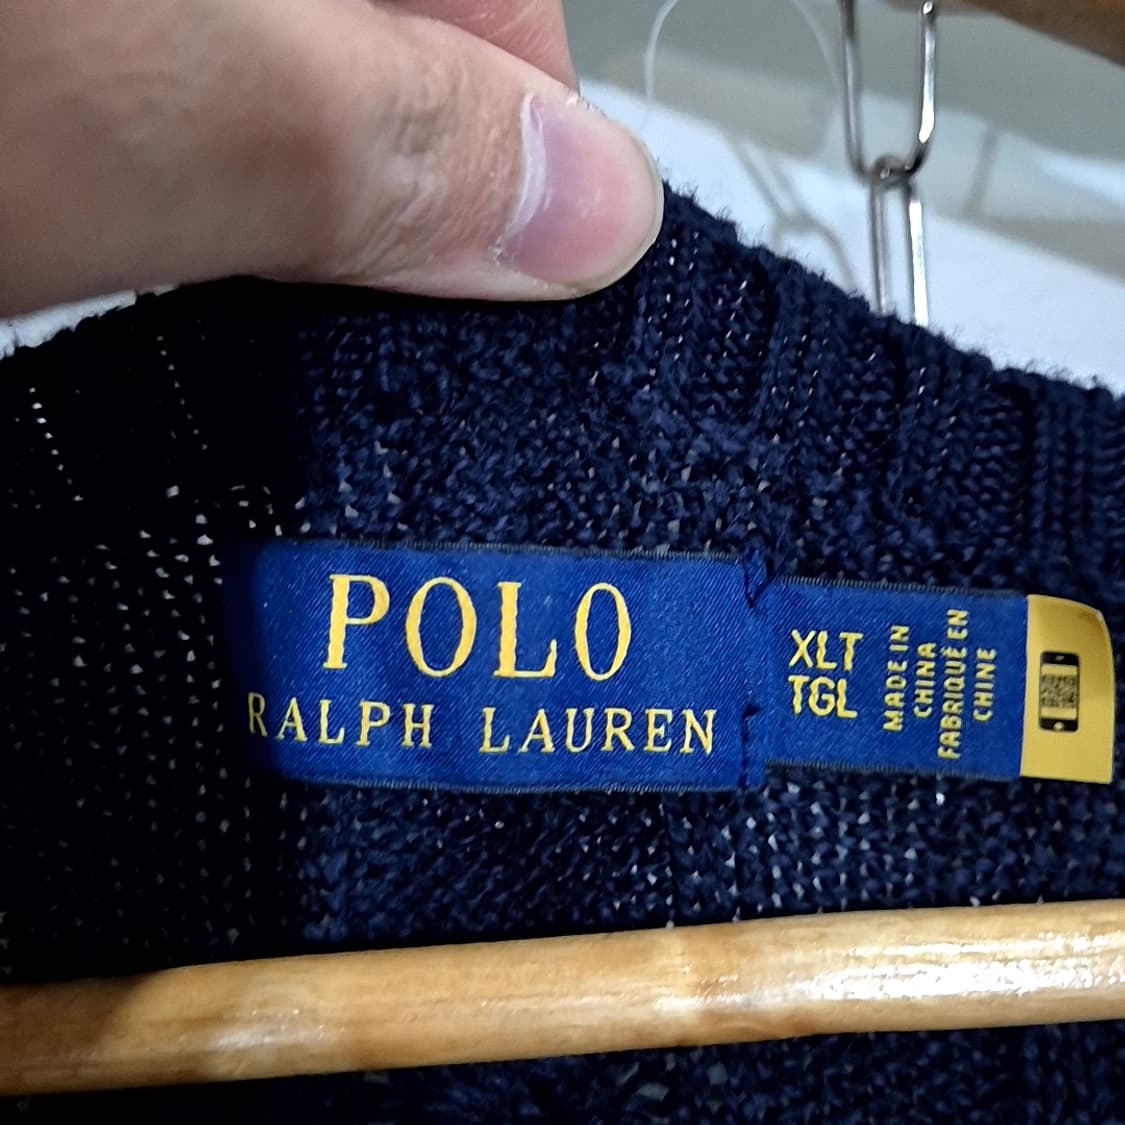 POLO
RALPH LAUREN
XLT
TGL
MADE IN
CHINA
FABRIQUÉ EN
CHINE